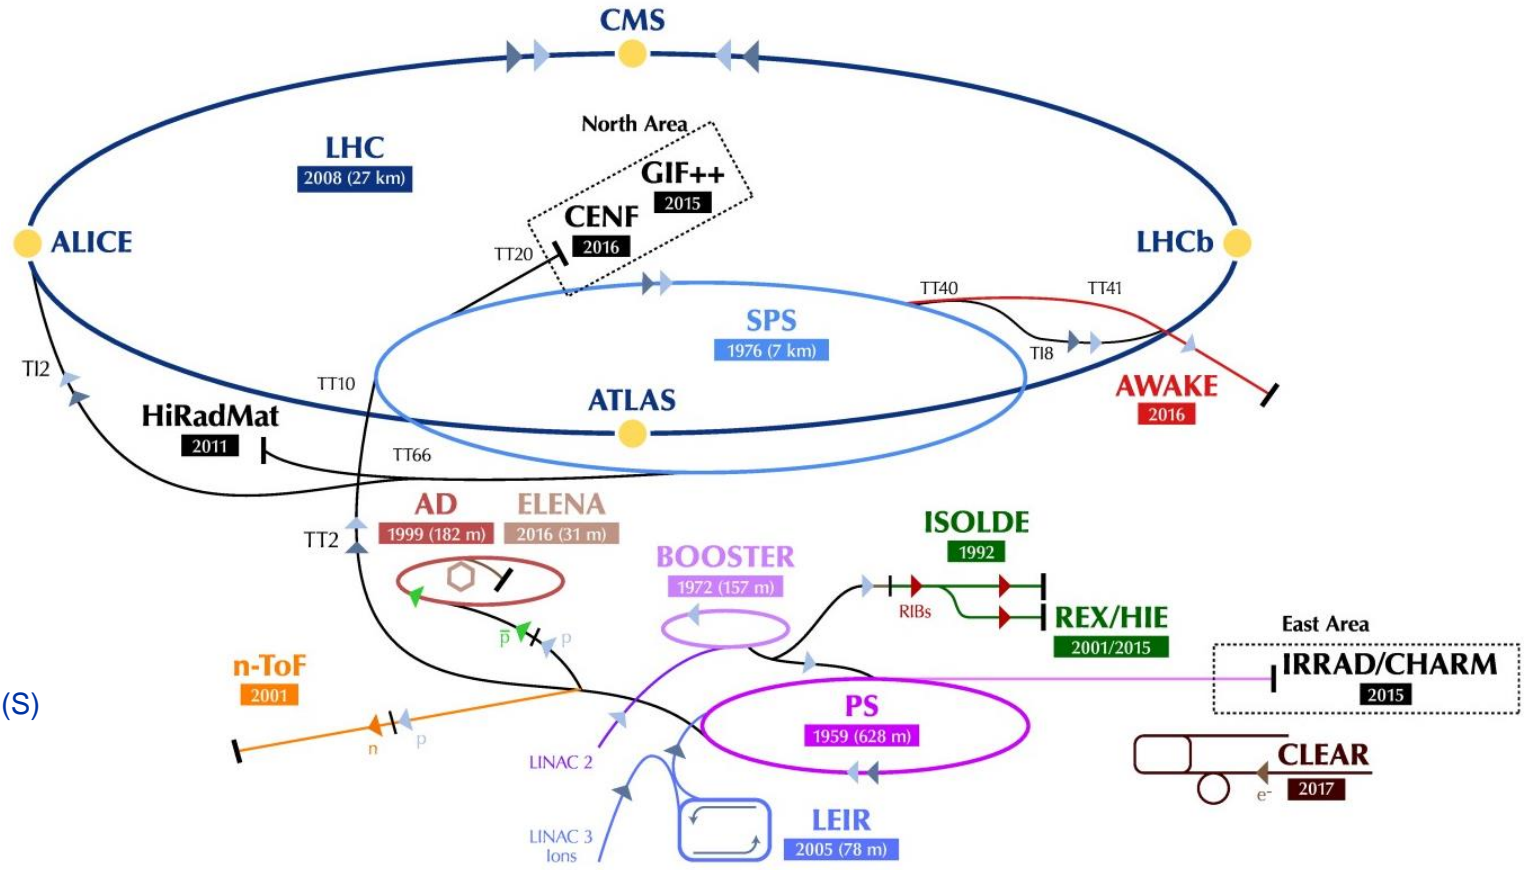 CMS
North Area
LHC
2008 (27 km)
GIF++
2015
CENF
2016
ALICE
LHCb
TT20
TT40
TT41
SPS
1976 (7 km)
TI8
TI2
TT10
AWAKE
2016
ATLAS
HiRadMat
2011
TT66
AD
1999 (182 m)
ELENA
2016 (31 m)
TT2
ISOLDE
1992
BOOSTER
1972 (157 m)
RIBs
REX/HIE
2001/2015
East Area
p̅
p
n-ToF
2001
IRRAD/CHARM
2015
(S)
PS
1959 (628 m)
n
p
LINAC 2
CLEAR
2017
e-
LINAC 3
Ions
LEIR
2005 (78 m)